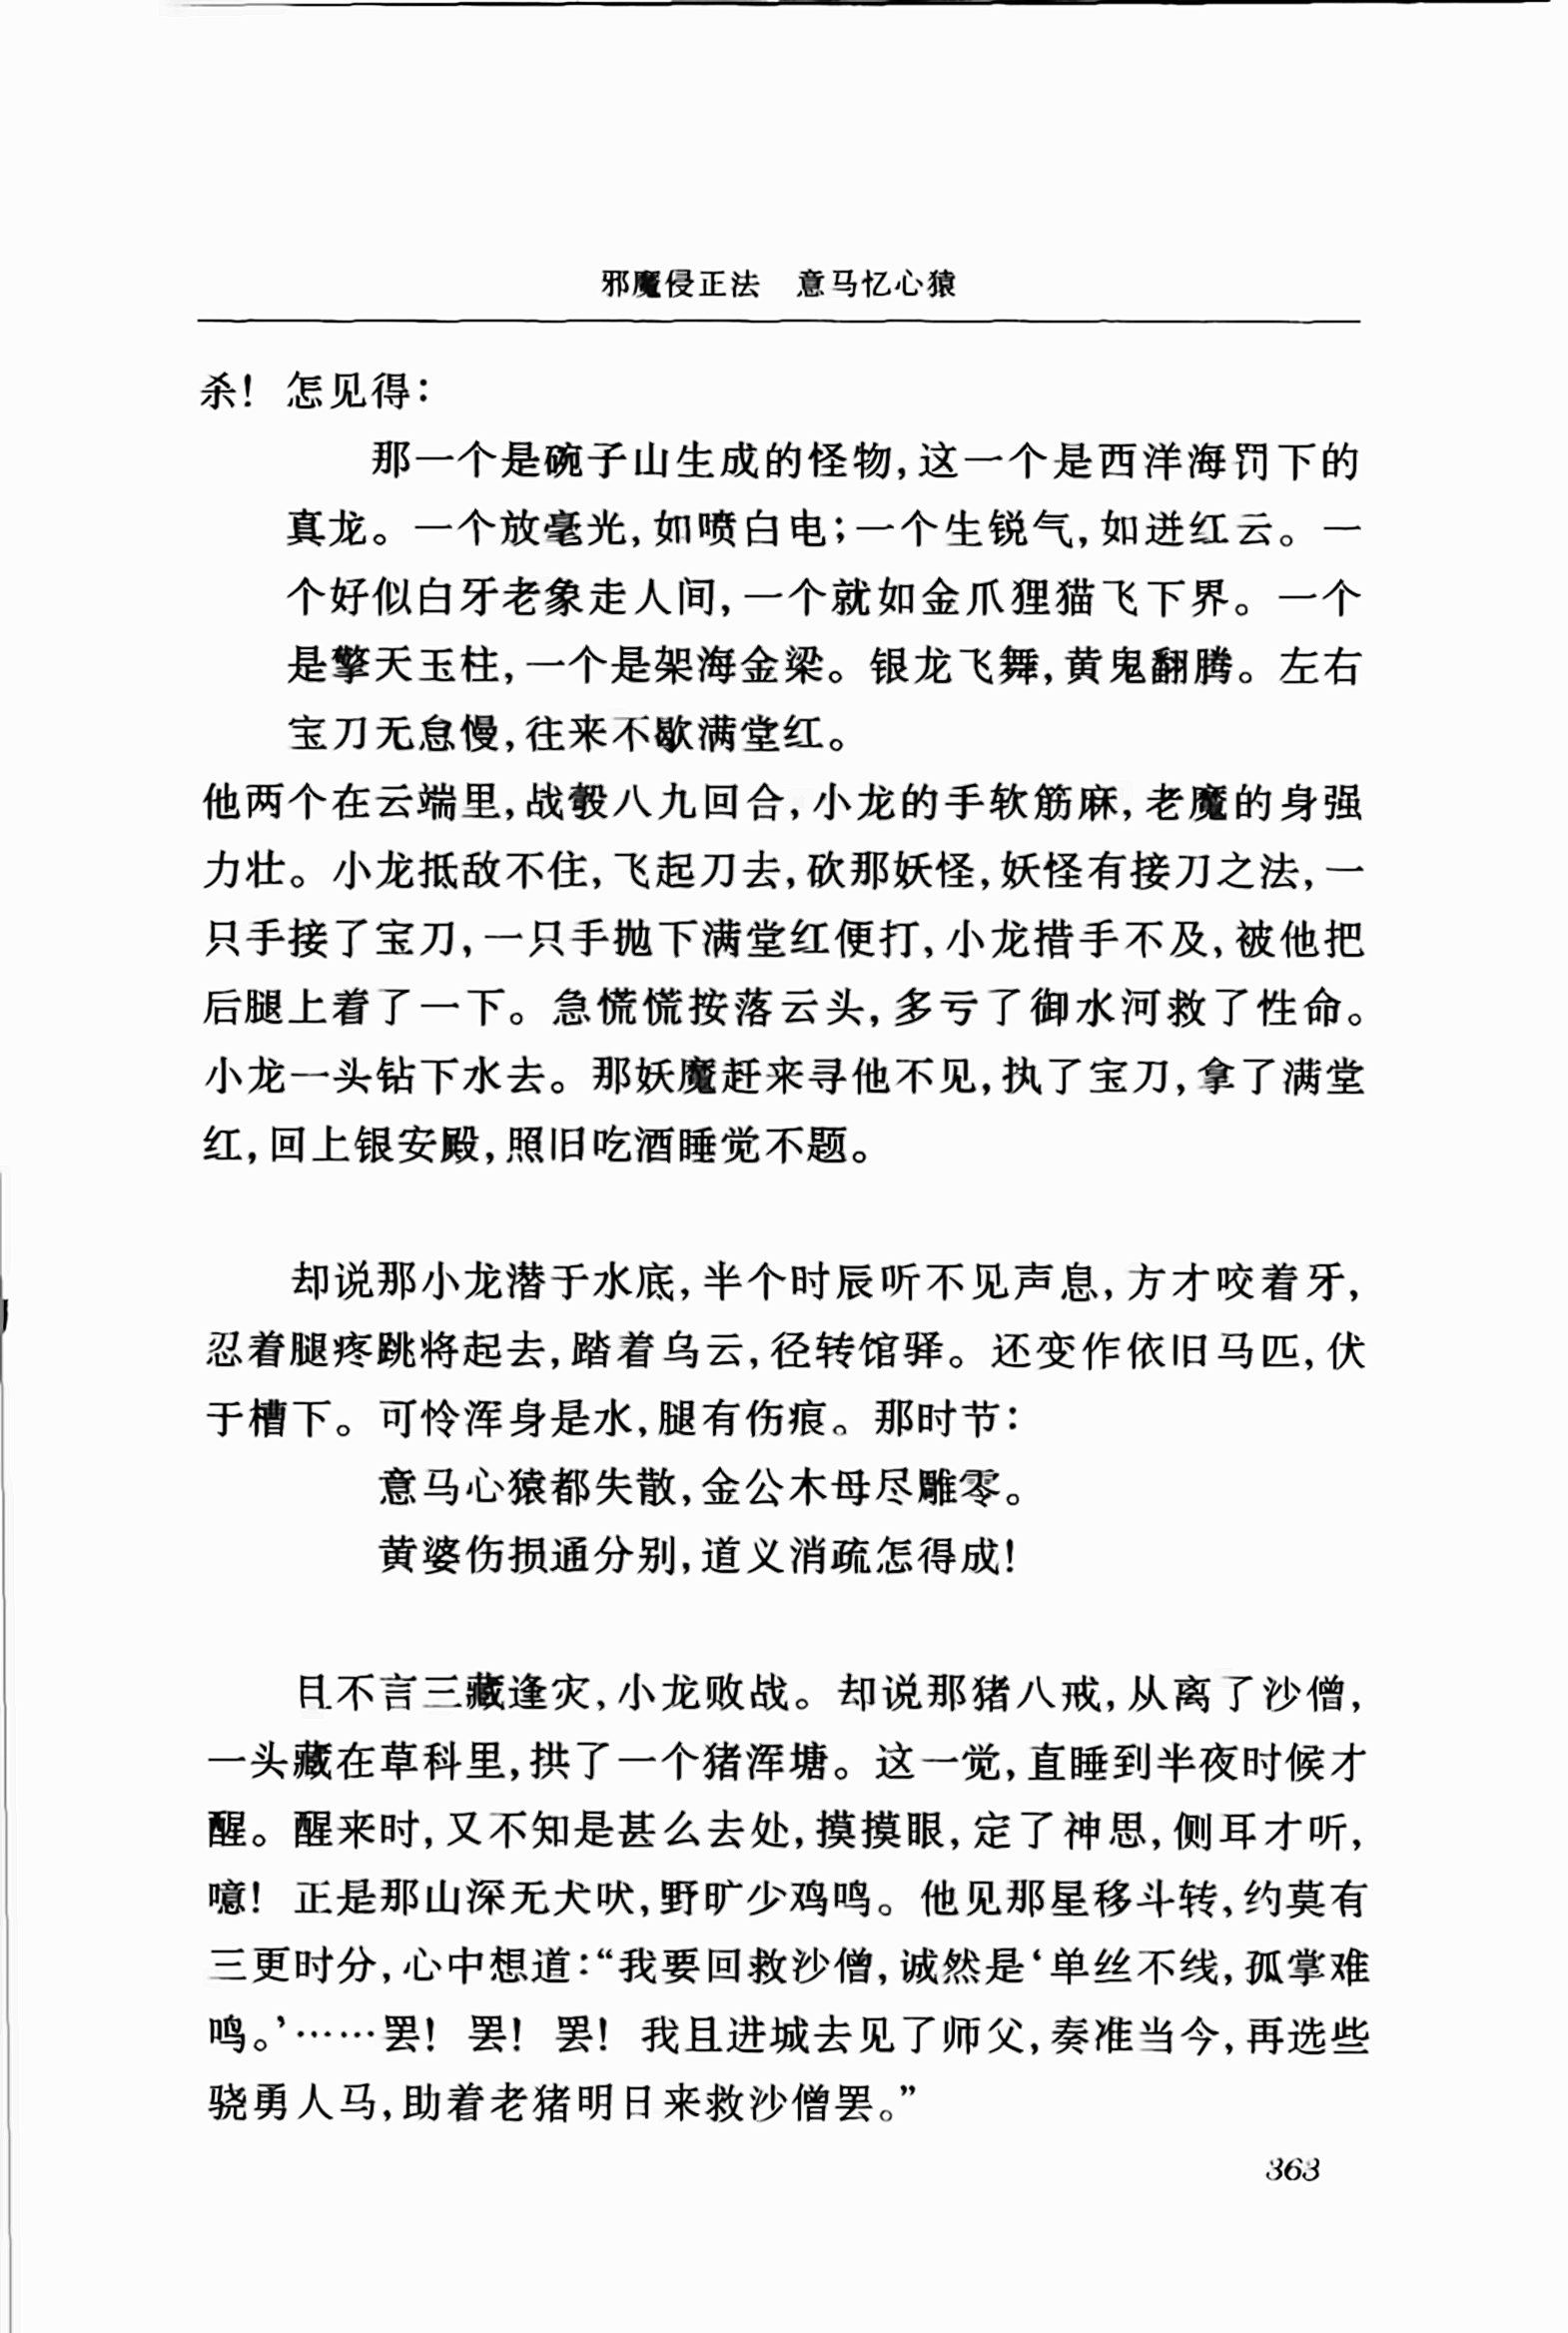 邪魔侵正法　意马忆心猿
杀！怎见得：
那一个是碗子山生成的怪物,这一个是西洋海罚下的
真龙。一个放毫光,如喷白电;一个生锐气,如迸红云。一
个好似白牙老象走人间,一个就如金爪狸猫飞下界。一个
是擎天玉柱,一个是架海金梁。银龙飞舞,黄鬼翻腾。左右
宝刀无怠慢,往来不歇满堂红。
他两个在云端里,战彀八九回合,小龙的手软筋麻,老魔的身强
力壮。小龙抵敌不住,飞起刀去,砍那妖怪,妖怪有接刀之法,一
只手接了宝刀,一只手抛下满堂红便打,小龙措手不及,被他把
后腿上着了一下。急慌慌按落云头,多亏了御水河救了性命。
小龙一头钻下水去。那妖魔赶来寻他不见,执了宝刀,拿了满堂
红,回上银安殿,照旧吃酒睡觉不题。
却说那小龙潜于水底,半个时辰听不见声息,方才咬着牙,
忍着腿疼跳将起去,踏着乌云,径转馆驿。还变作依旧马匹,伏
于槽下。可怜浑身是水,腿有伤痕。那时节：
意马心猿都失散,金公木母尽雕零。
黄婆伤损通分别,道义消疏怎得成！
且不言三藏逢灾,小龙败战。却说那猪八戒,从离了沙僧,
一头藏在草科里,拱了一个猪浑塘。这一觉,直睡到半夜时候才
醒。醒来时,又不知是甚么去处,摸摸眼,定了神思,侧耳才听,
噫！正是那山深无犬吠,野旷少鸡鸣。他见那星移斗转,约莫有
三更时分,心中想道：“我要回救沙僧,诚然是‘单丝不线,孤掌难
鸣。’……罢！罢！罢！我且进城去见了师父,奏准当今,再选些
骁勇人马,助着老猪明日来救沙僧罢。”
363